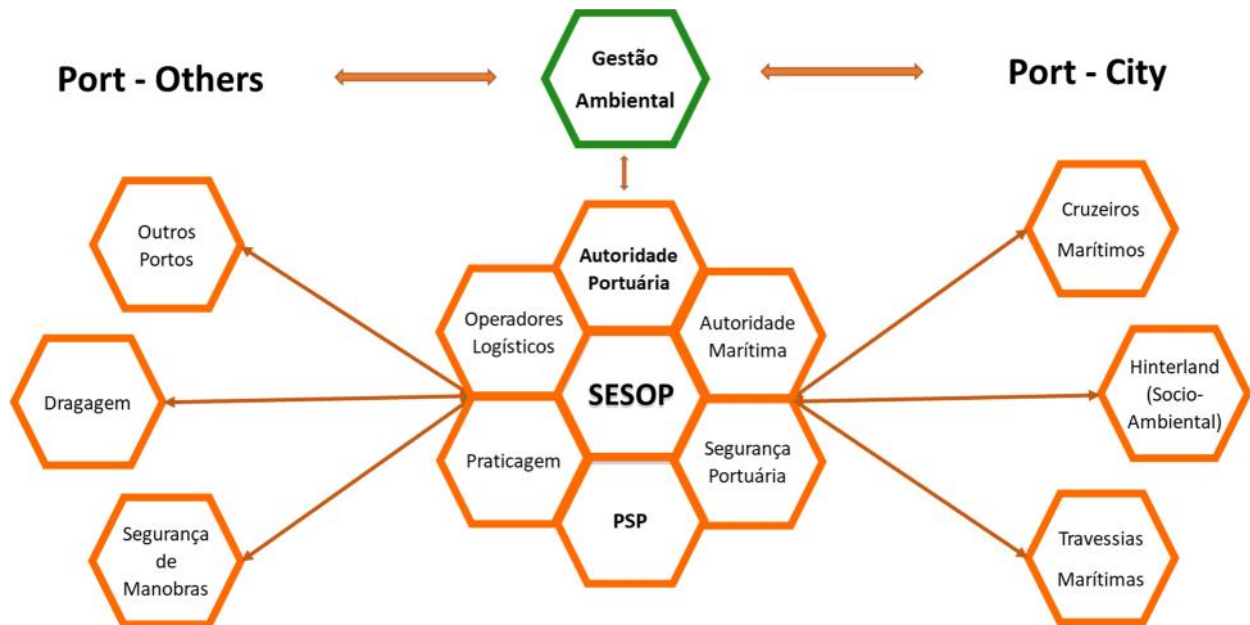 Gestão
Ambiental
Port - Others
Port - City
Outros
Portos
Cruzeiros
Marítimos
Autoridade
Portuária
Operadores
Logísticos
Autoridade
Marítima
Dragagem
SESOP
Hinterland
(Socio-
Ambiental)
Praticagem
Segurança
Portuária
PSP
Segurança
de
Manobras
Travessias
Marítimas